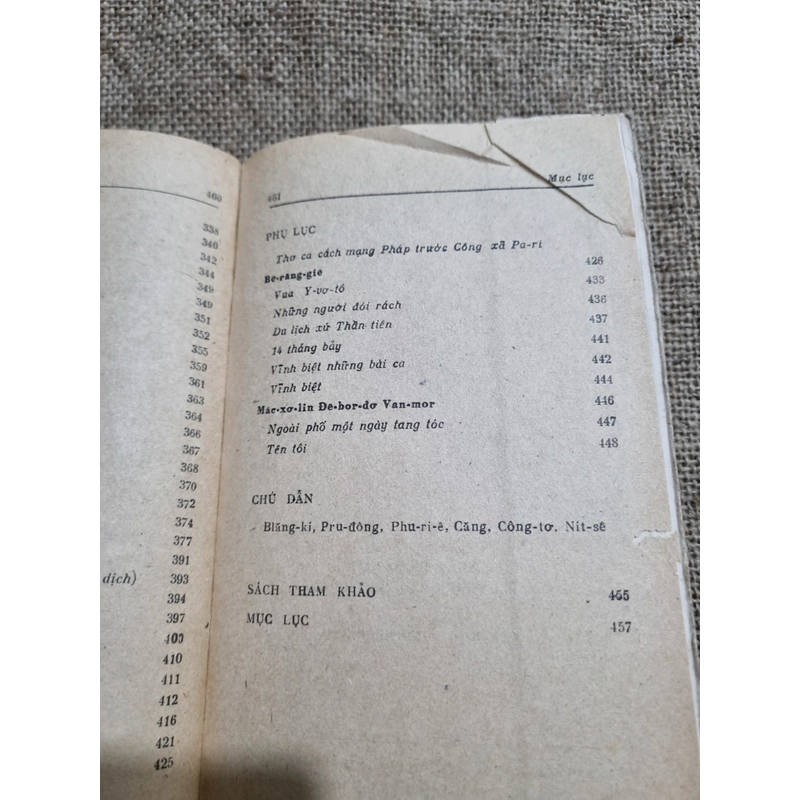 460
338
340
342
344
349
349
351
352
355
359
361
363
364
366
367
368
370
372
374
377
391
dịch) 393
394
397
400
410
411
412
416
421
425
461 Mục lục
PHỤ LỤC
Thơ ca cách mạng Pháp trước Công xã Pa-ri 426
Bê-răng-giê 433
Vua Y-vơ-tô 436
Những người đói rách 437
Du lịch xứ Thần tiên 441
14 tháng bảy 442
Vĩnh biệt những bài ca 444
Vĩnh biệt 446
Mác-xơ-lin Đê-bor-dơ Van-mor 447
Ngoài phố một ngày tang tóc 448
Tên tôi
CHÚ DẪN
Blăng-ki, Pru-đông, Phu-ri-ê, Căng, Công-tơ, Nit-sê
SÁCH THAM KHẢO 455
MỤC LỤC 457